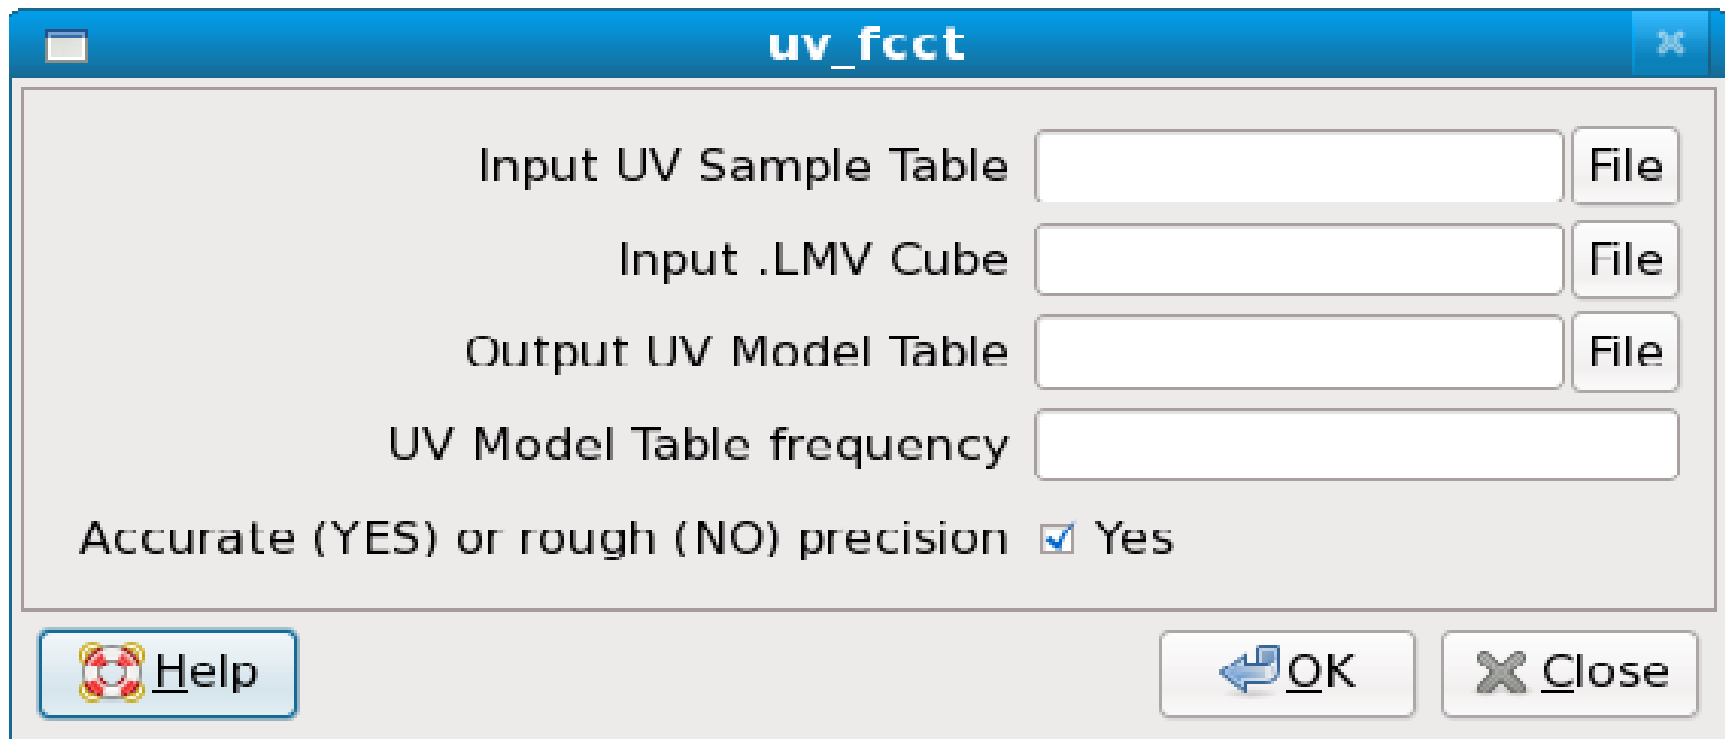 uv_fcct
Input UV Sample Table File
Input .LMV Cube File
Output UV Model Table File
UV Model Table frequency
Accurate (YES) or rough (NO) precision Yes
Help OK Close